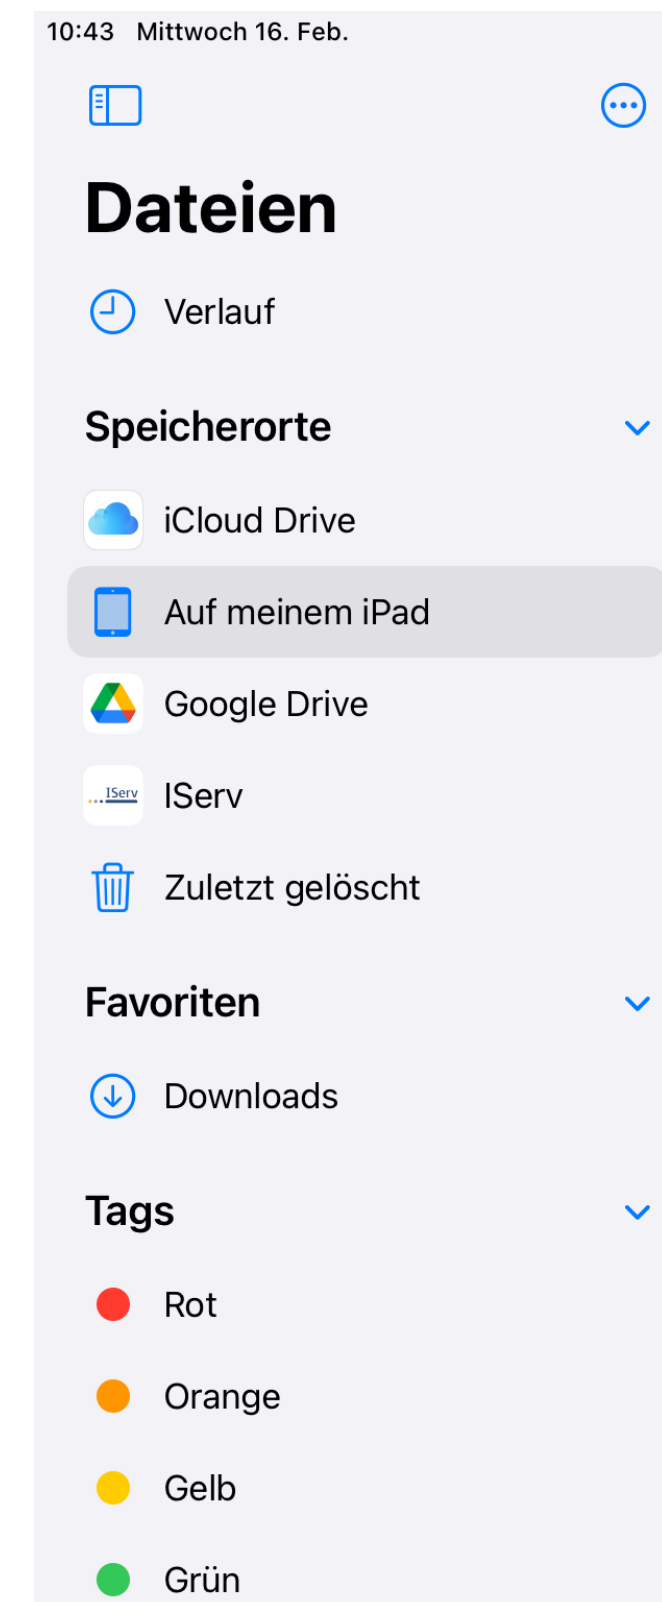 10:43 Mittwoch 16. Feb.
Dateien
Verlauf
Speicherorte
iCloud Drive
Auf meinem iPad
Google Drive
IServ IServ
Zuletzt gelöscht
Favoriten
Downloads
Tags
Rot
Orange
Gelb
Grün